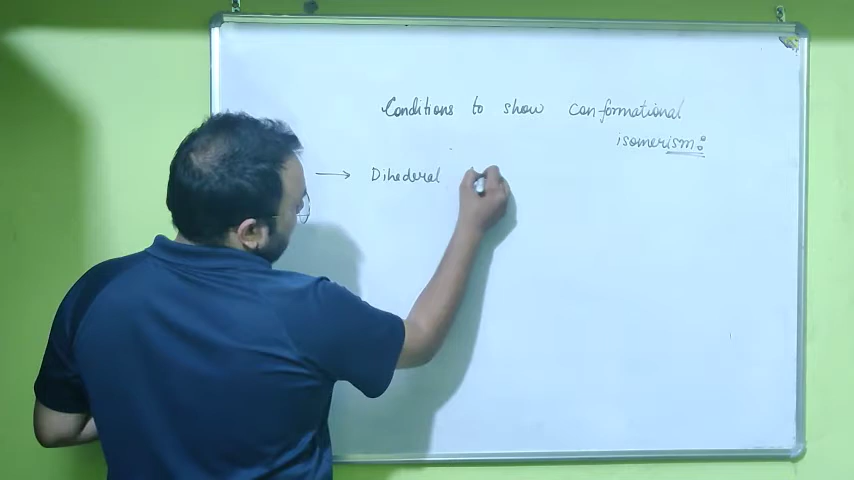 Conditions to show conformational
isomerism:
→ Dihederal